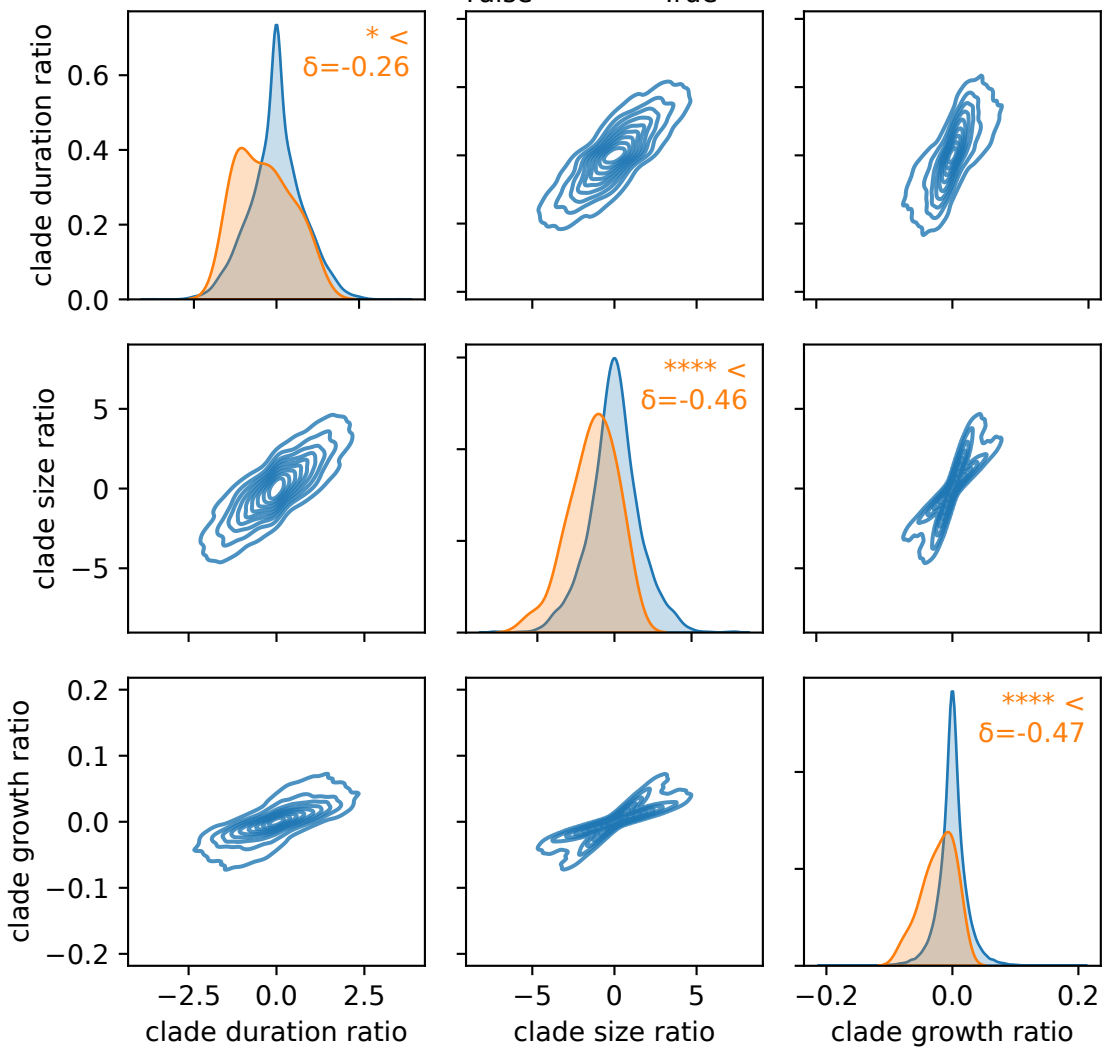 * <
δ=-0.26
clade duration ratio
0.6
0.4
0.2
0.0
**** <
δ=-0.46
clade size ratio
5
0
−5
**** <
δ=-0.47
clade growth ratio
0.2
0.1
0.0
−0.1
−0.2
−2.5 0.0 2.5 −5 0 5 −0.2 0.0 0.2
clade duration ratio clade size ratio clade growth ratio